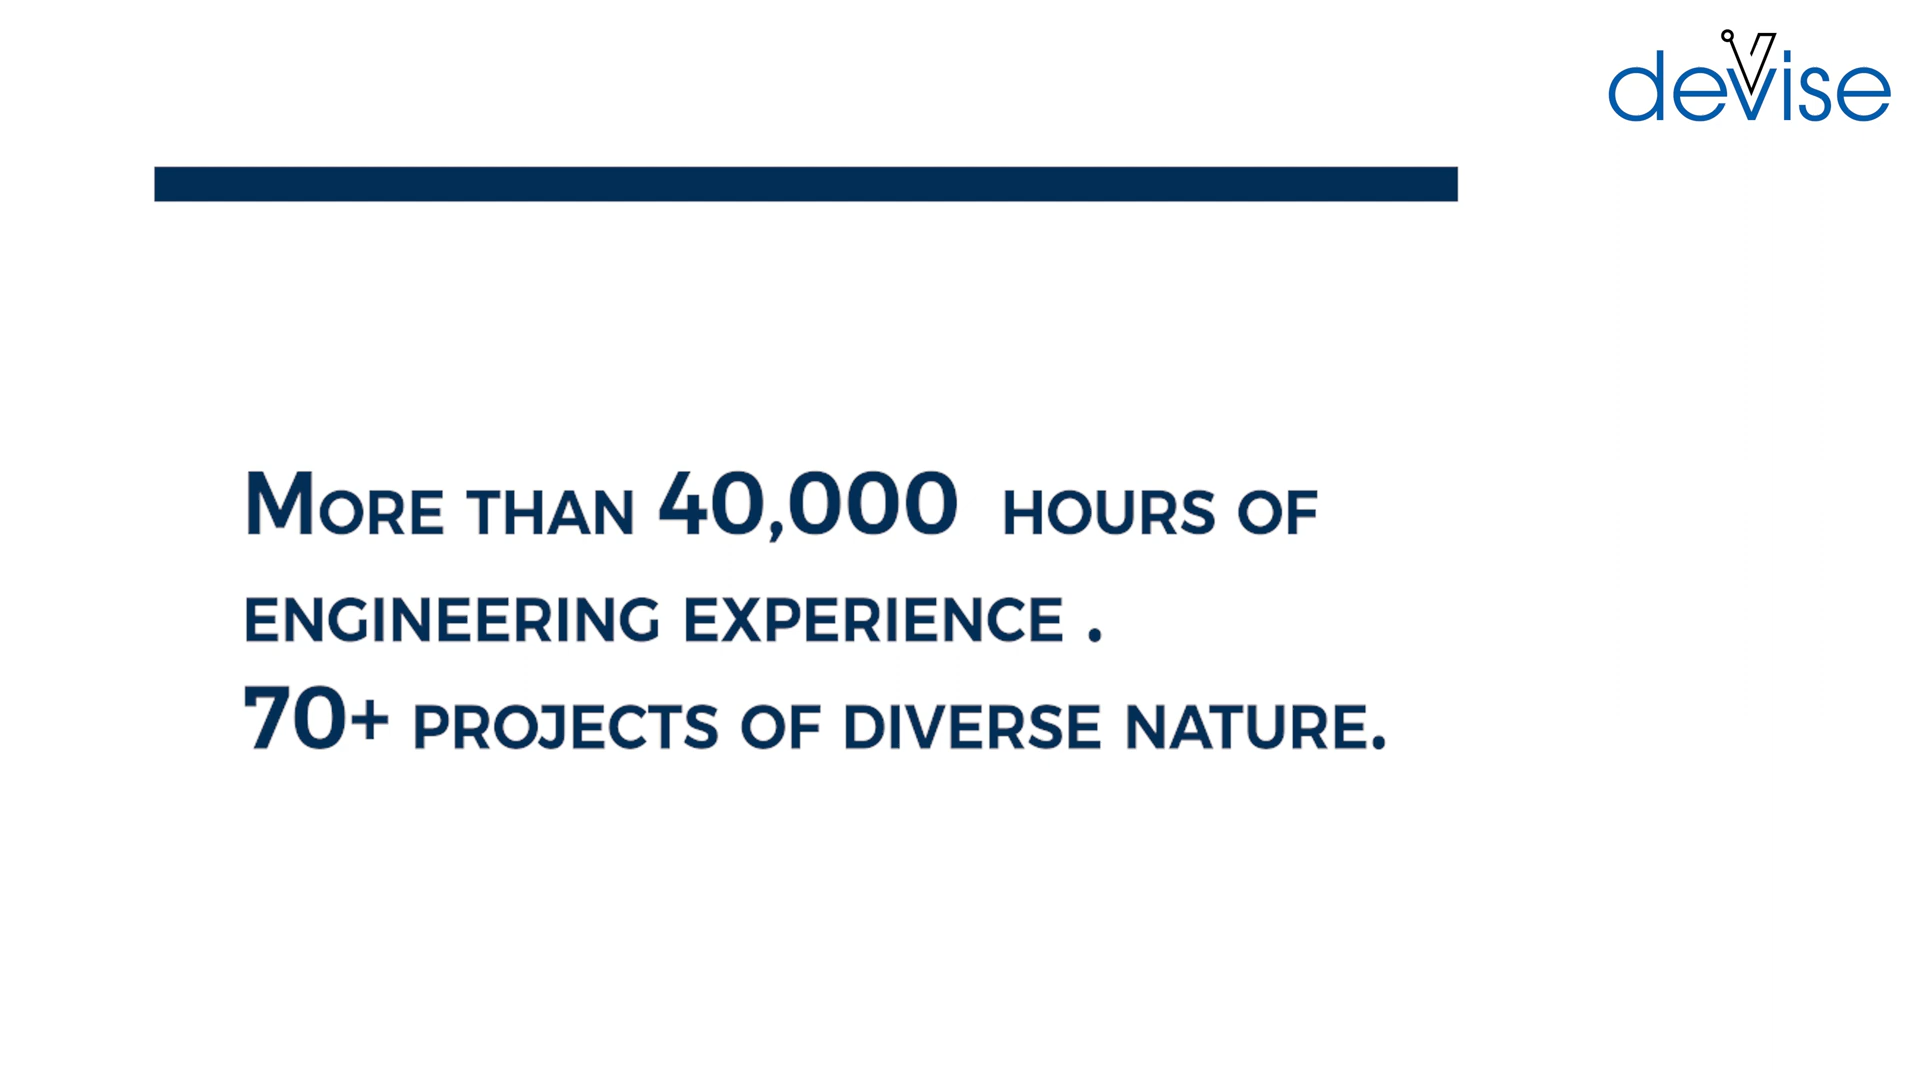 devise
More than 40,000  hours of
engineering experience .
70+ projects of diverse nature.